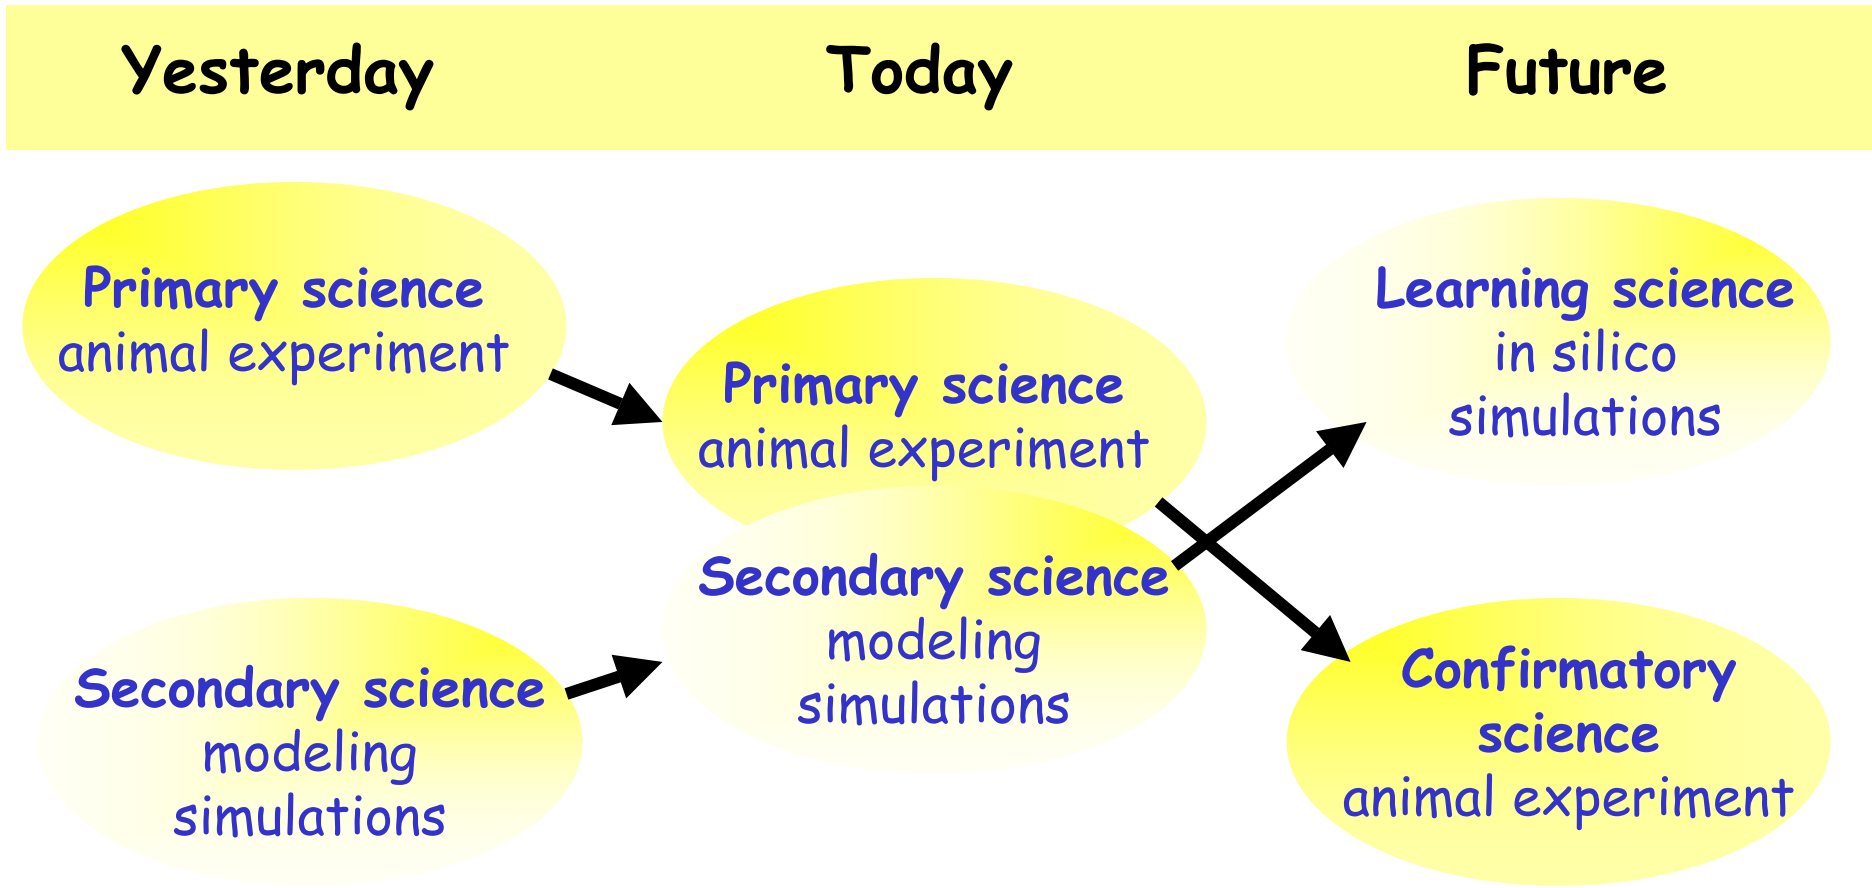 Yesterday
Today
Future
Primary science
animal experiment
Secondary science
modeling
simulations
Primary science
animal experiment
Secondary science
modeling
simulations
Learning science
in silico
simulations
Confirmatory
science
animal experiment